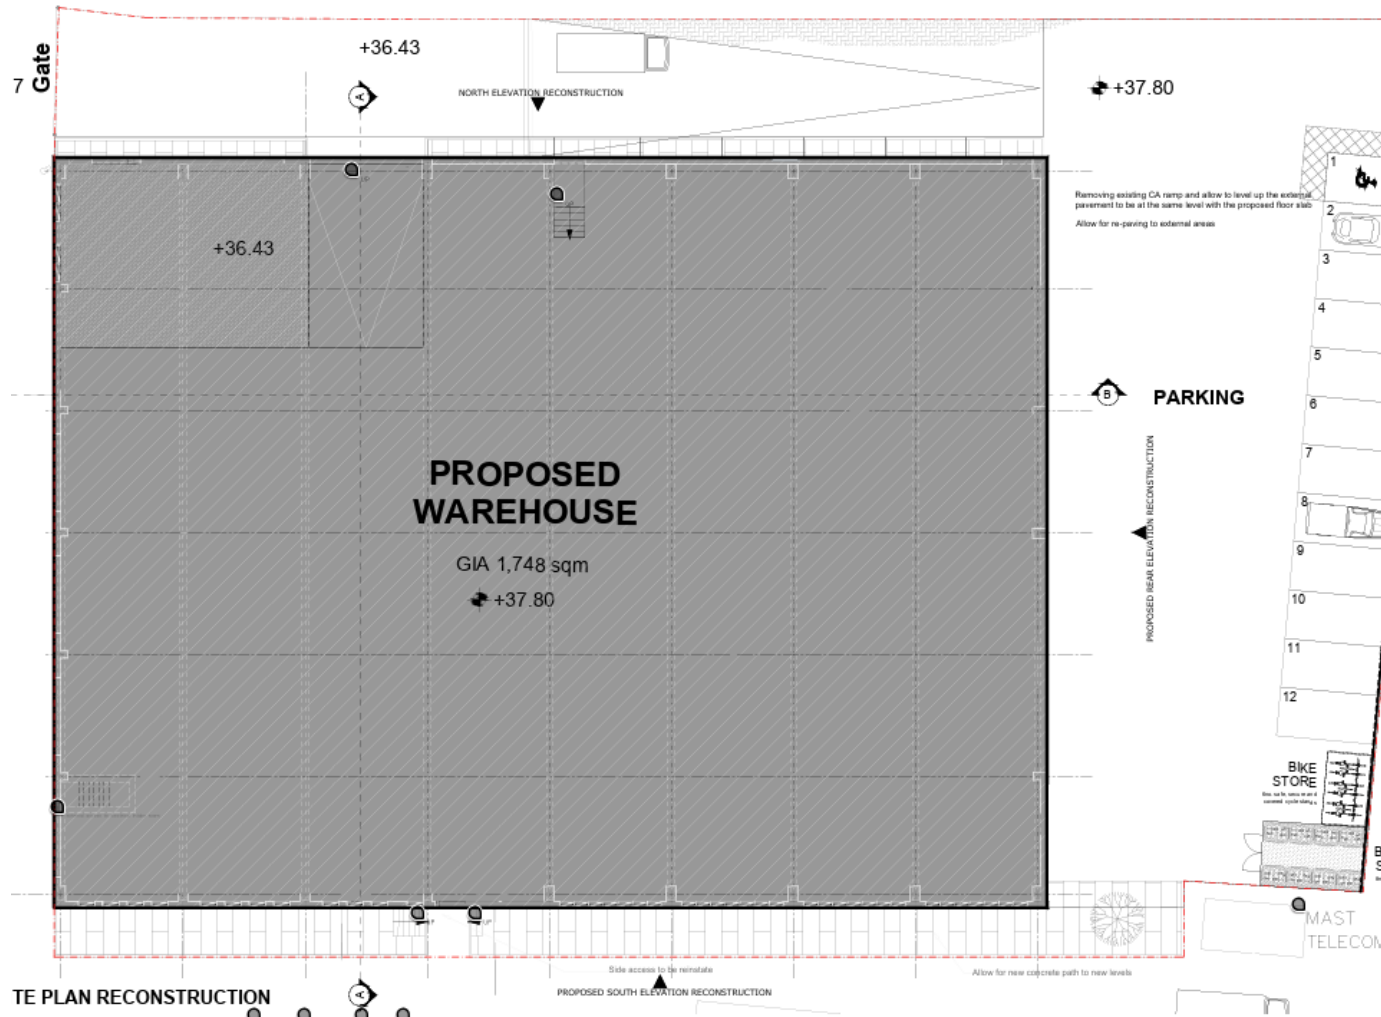 7
Gate
+36.43
A
NORTH ELEVATION RECONSTRUCTION
+37.80
+36.43
Removing existing CA ramp and allow to level up the external
pavement to be at the same level with the proposed floor slab
Allow for re-paving to external areas
1
2
3
4
5
6
7
8
9
10
11
12
B
PARKING
PROPOSED REAR ELEVATION RECONSTRUCTION
PROPOSED
WAREHOUSE
GIA 1,748 sqm
+37.80
BIKE
STORE
B
S
MAST
TELECOM
Side access to be reinstate
Allow for new concrete path to new levels
PROPOSED SOUTH ELEVATION RECONSTRUCTION
A
TE PLAN RECONSTRUCTION